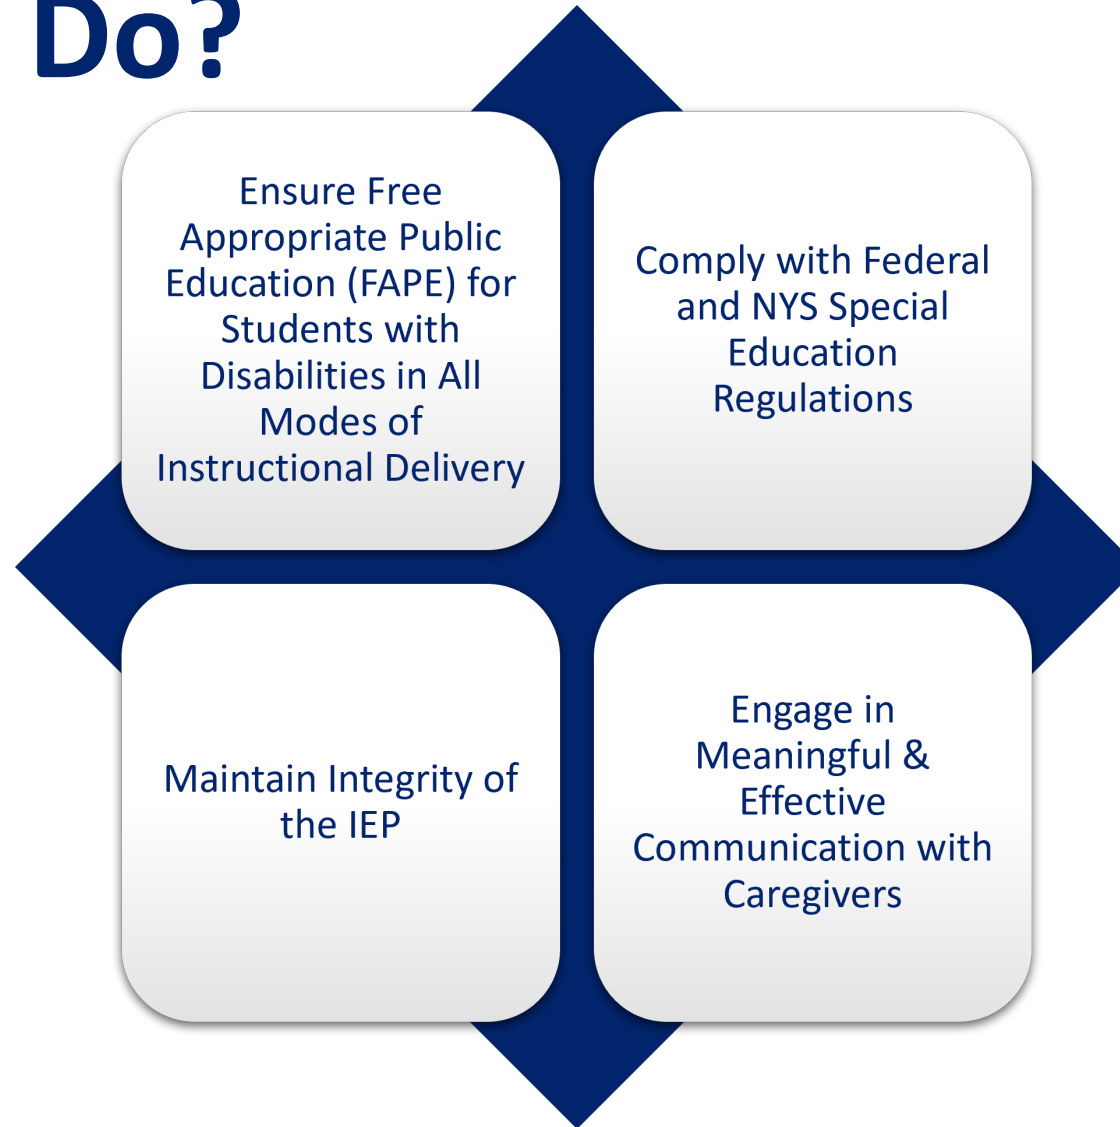 Do?
Ensure Free
Appropriate Public
Education (FAPE) for
Students with
Disabilities in All
Modes of
Instructional Delivery
Comply with Federal
and NYS Special
Education
Regulations
Maintain Integrity of
the IEP
Engage in
Meaningful &
Effective
Communication with
Caregivers